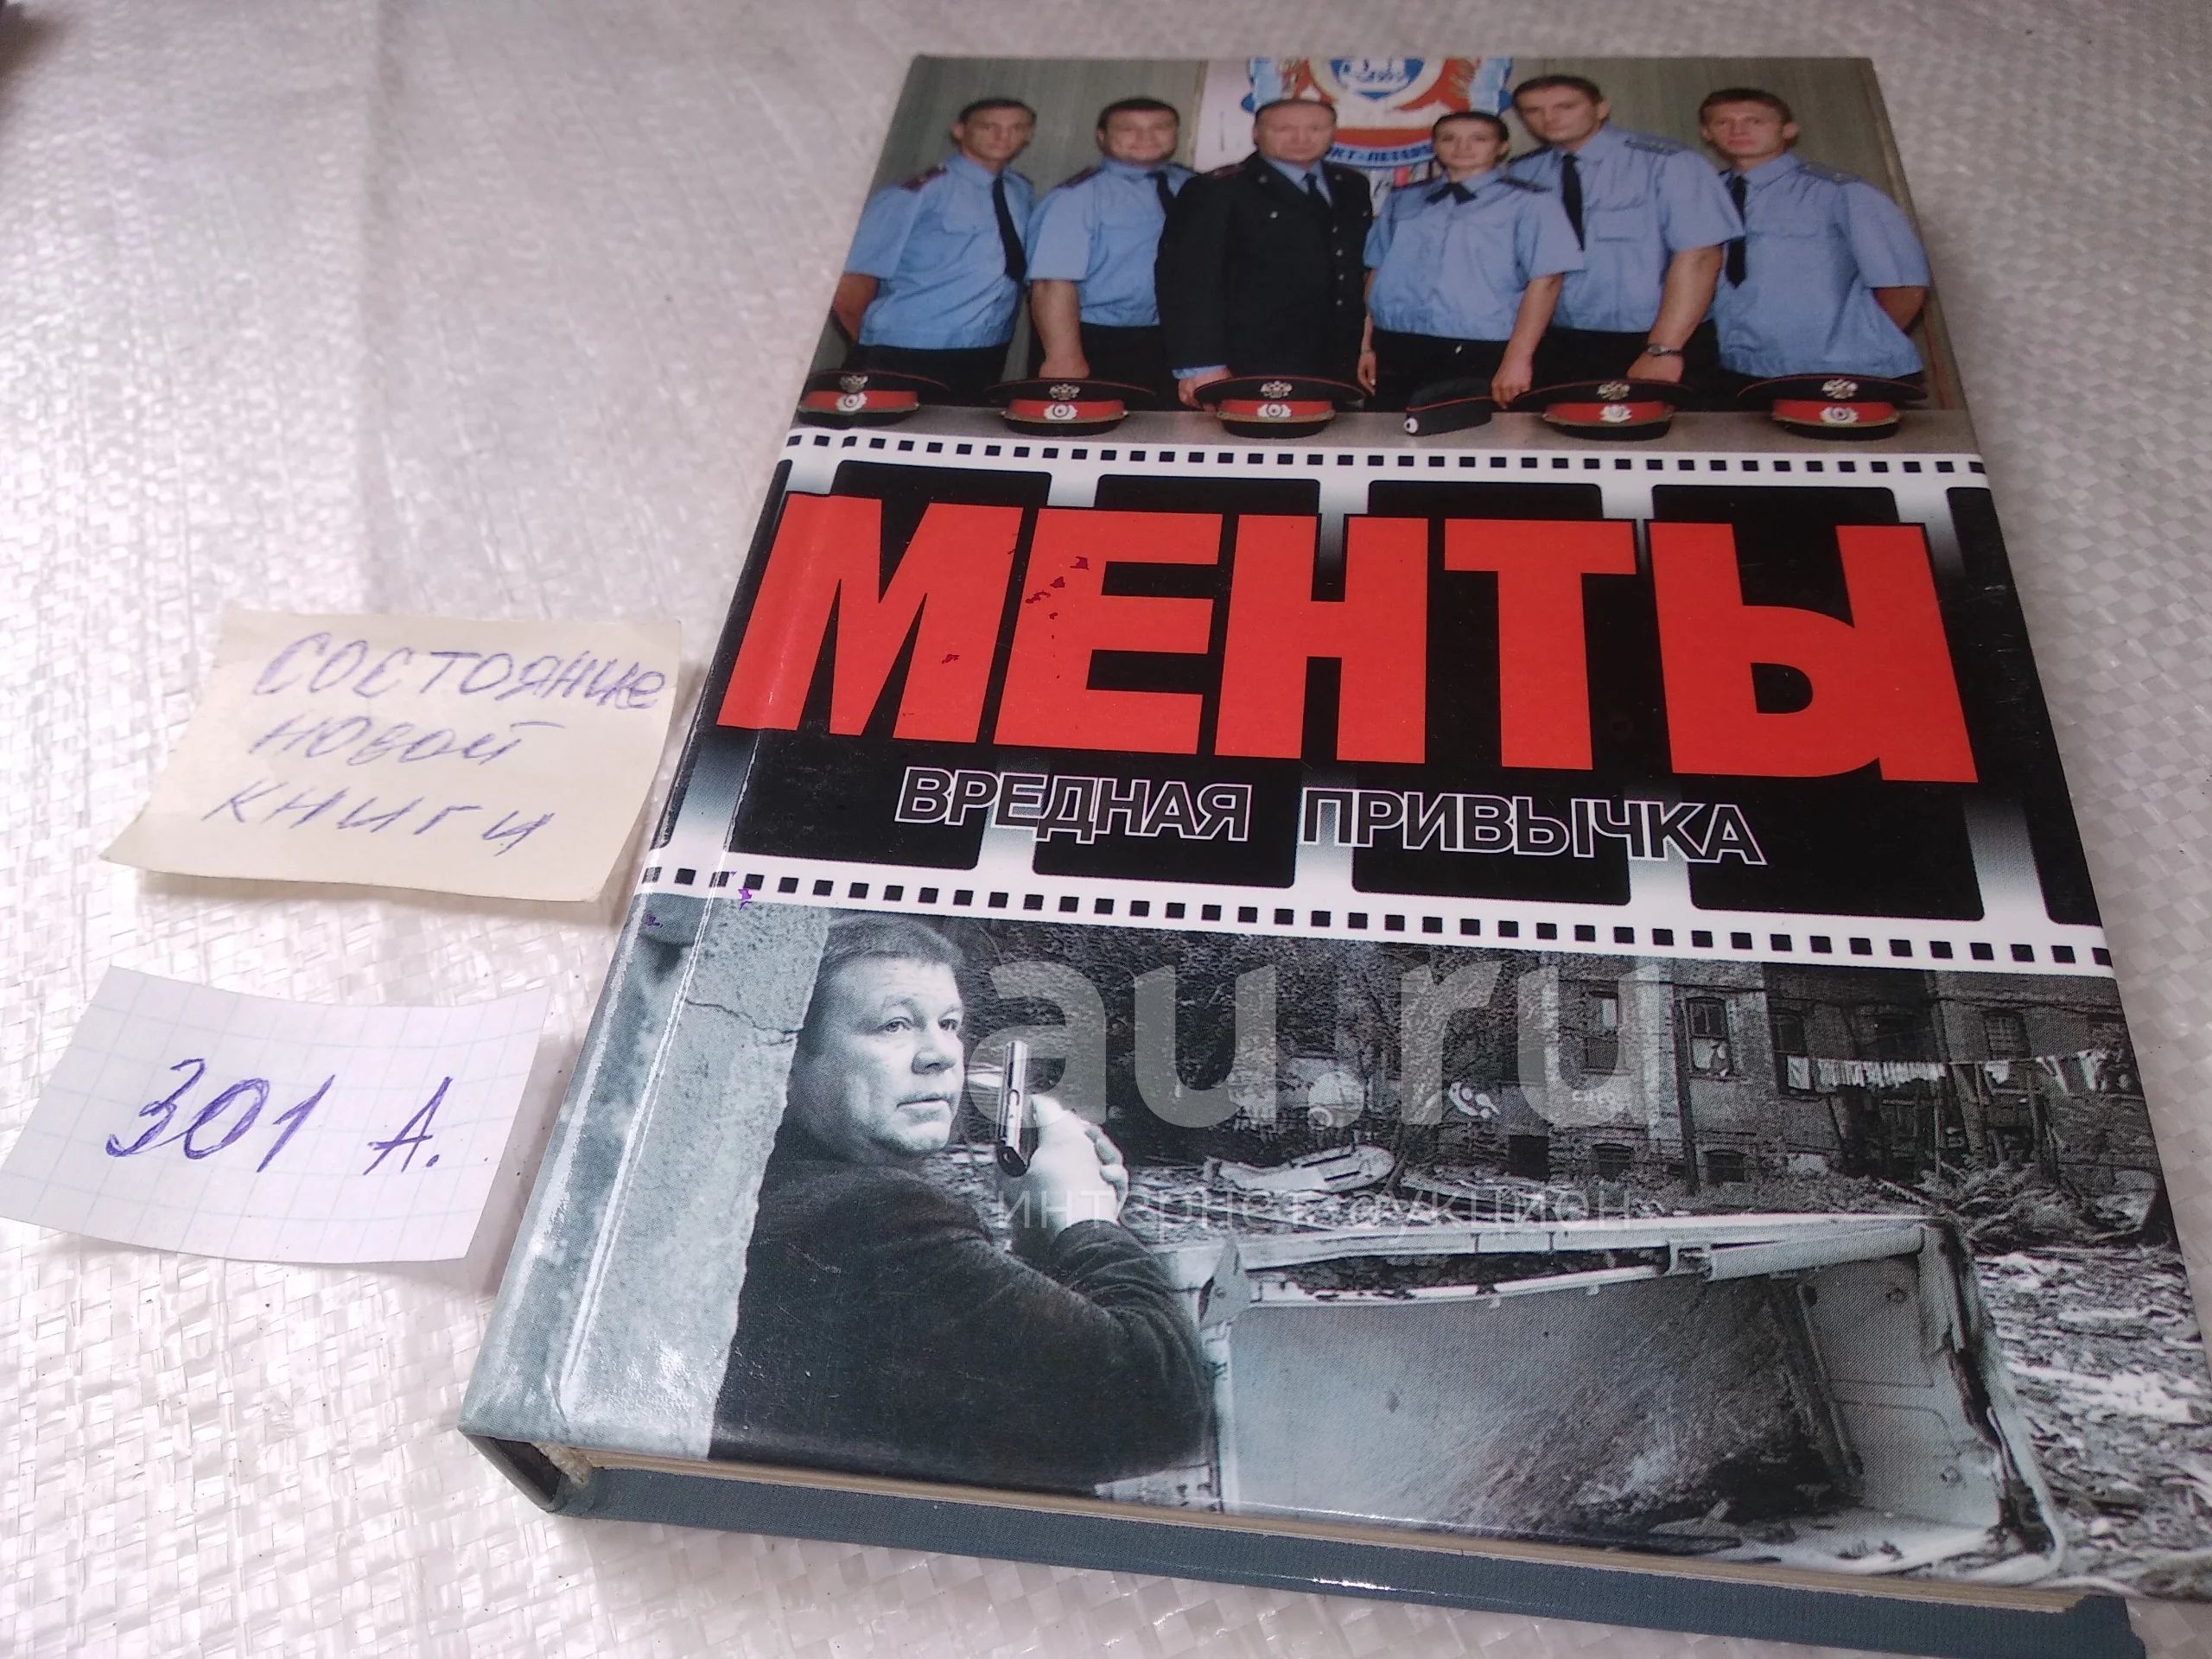 МЕНТЫ
ВРЕДНАЯ ПРИВЫЧКА
состояние
новой
книги
301 А.
au.ru
интернет-аукцион